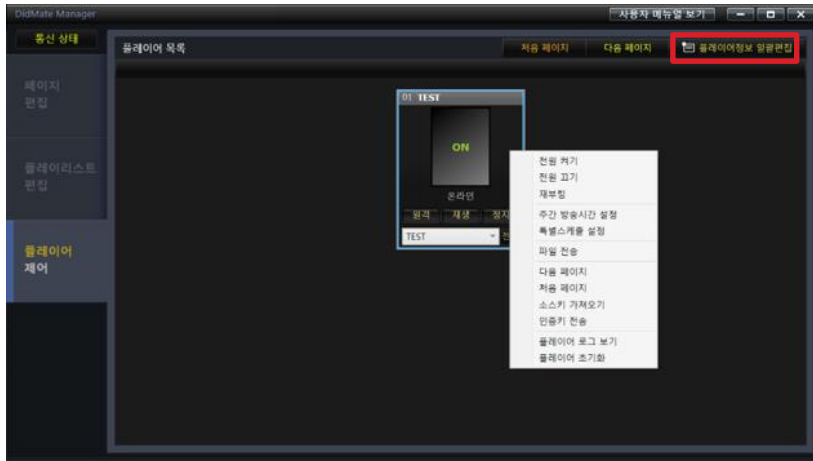 DidMate Manager
사용자 메뉴얼 보기
통신 상태
플레이어 목록
처음 페이지
다음 페이지
플레이어정보 일괄편집
페이지
편집
플레이리스트
편집
플레이어
제어
01 TEST
ON
온라인
원격
재생
정지
TEST
전원 켜기
전원 끄기
재부팅
주간 방송시간 설정
특별스케줄 설정
파일 전송
다음 페이지
처음 페이지
소스키 가져오기
인증키 전송
플레이어 로그 보기
플레이어 초기화